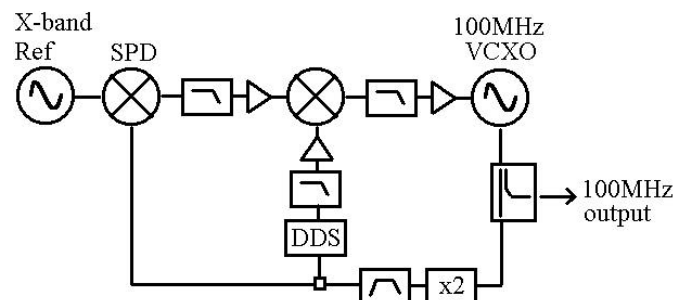 X-band
Ref
SPD
100MHz
VCXO
DDS
100MHz
output
x2